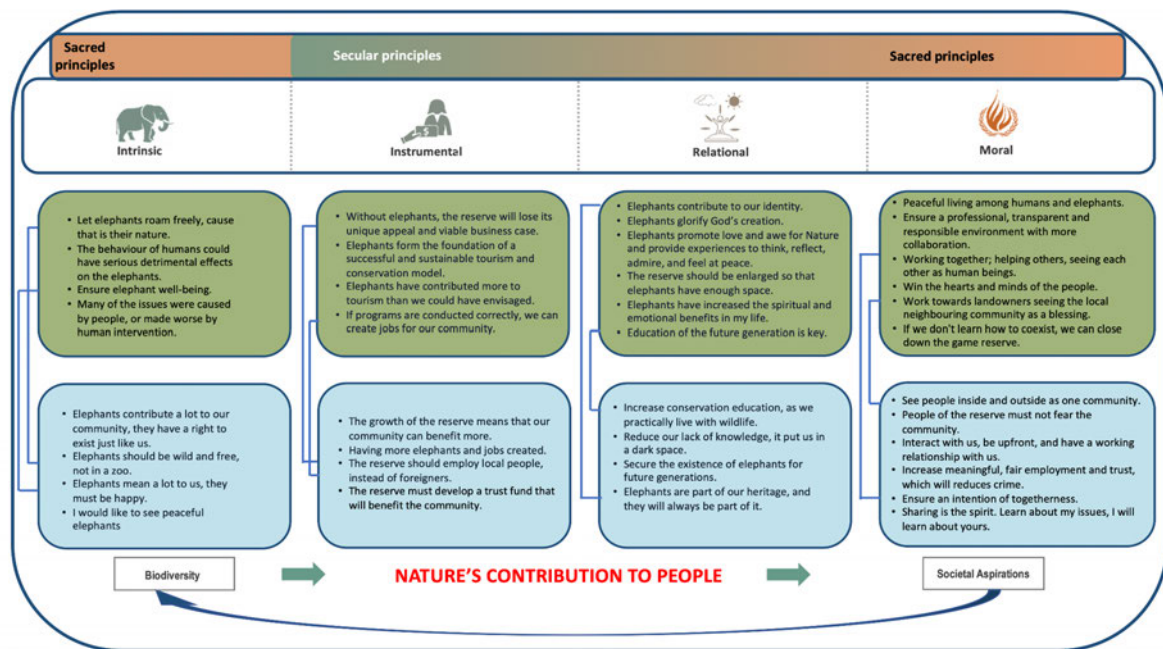 Sacred
principles
Secular principles
Sacred principles
Intrinsic
Instrumental
Relational
Moral
• Let elephants roam freely, cause
that is their nature.
• The behaviour of humans could
have serious detrimental effects
on the elephants.
• Ensure elephant well-being.
• Many of the issues were caused
by people, or made worse by
human intervention.
• Without elephants, the reserve will lose its
unique appeal and viable business case.
• Elephants form the foundation of a
successful and sustainable tourism and
conservation model.
• Elephants have contributed more to
tourism than we could have envisaged.
• If programs are conducted correctly, we can
create jobs for our community.
• Elephants contribute to our identity.
• Elephants glorify God's creation.
• Elephants promote love and awe for Nature
and provide experiences to think, reflect,
admire, and feel at peace.
• The reserve should be enlarged so that
elephants have enough space.
• Elephants have increased the spiritual and
emotional benefits in my life.
• Education of the future generation is key.
• Peaceful living among humans and elephants.
• Ensure a professional, transparent and
responsible environment with more
collaboration.
• Working together; helping others, seeing each
other as human beings.
• Win the hearts and minds of the people.
• Work towards landowners seeing the local
neighbouring community as a blessing.
• If we don't learn how to coexist, we can close
down the game reserve.
• Elephants contribute a lot to our
community, they have a right to
exist just like us.
• Elephants should be wild and free,
not in a zoo.
• Elephants mean a lot to us, they
must be happy.
• I would like to see peaceful
elephants
• The growth of the reserve means that our
community can benefit more.
• Having more elephants and jobs created.
• The reserve should employ local people,
instead of foreigners.
• The reserve must develop a trust fund that
will benefit the community.
• Increase conservation education, as we
practically live with wildlife.
• Reduce our lack of knowledge, it put us in
a dark space.
• Secure the existence of elephants for
future generations.
• Elephants are part of our heritage, and
they will always be part of it.
• See people inside and outside as one community.
• People of the reserve must not fear the
community.
• Interact with us, be upfront, and have a working
relationship with us.
• Increase meaningful, fair employment and trust,
which will reduces crime.
• Ensure an intention of togetherness.
• Sharing is the spirit. Learn about my issues, I will
learn about yours.
Biodiversity
NATURE'S CONTRIBUTION TO PEOPLE
Societal Aspirations